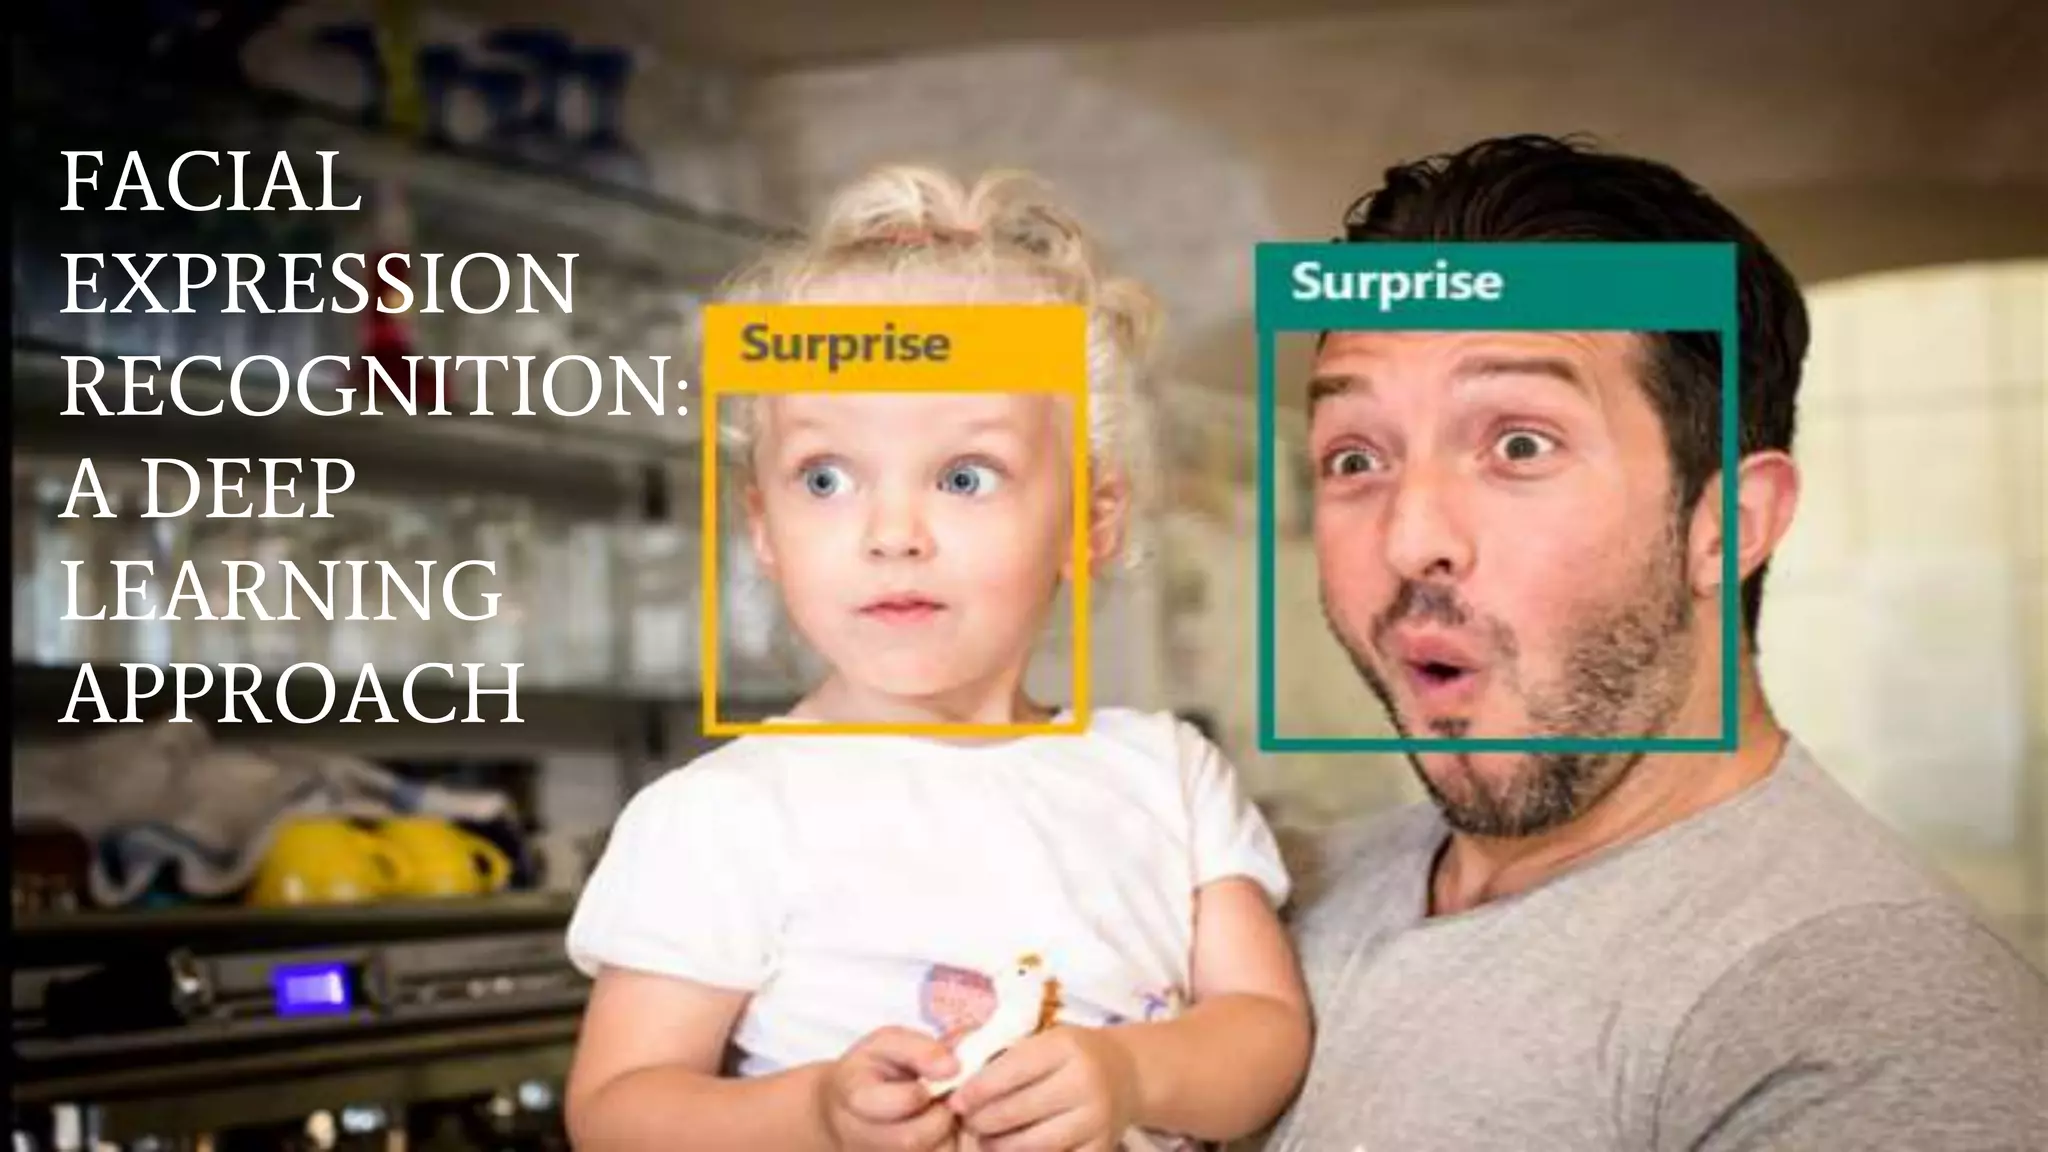 FACIAL
EXPRESSION
RECOGNITION:
A DEEP
LEARNING
APPROACH
Surprise
Surprise